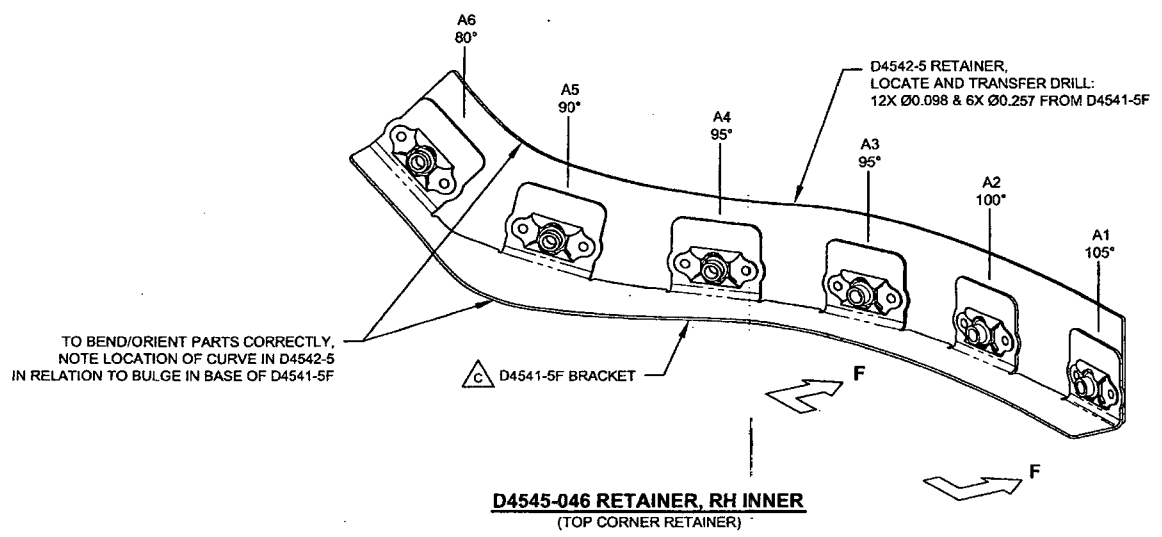 A6
80°
D4542-5 RETAINER,
LOCATE AND TRANSFER DRILL:
12X Ø0.098 & 6X Ø0.257 FROM D4541-5F
A5
90°
A4
95°
A3
95°
A2
100°
A1
105°
TO BEND/ORIENT PARTS CORRECTLY,
NOTE LOCATION OF CURVE IN D4542-5
IN RELATION TO BULGE IN BASE OF D4541-5F
C D4541-5F BRACKET
F
F
D4545-046 RETAINER, RH INNER
(TOP CORNER RETAINER)